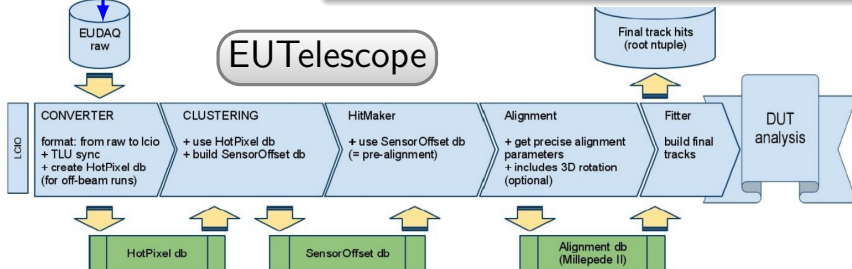 EUDAQ
raw
EUTelescope
Final track hits
(root ntuple)
LCIO
CONVERTER
format: from raw to lcio
+ TLU sync
+ create HotPixel db
(for off-beam runs)
CLUSTERING
+ use HotPixel db
+ build SensorOffset db
HitMaker
+ use SensorOffset db
(= pre-alignment)
Alignment
+ get precise alignment
parameters
+ includes 3D rotation
(optional)
Fitter
build final
tracks
DUT
analysis
HotPixel db
SensorOffset db
Alignment db
(Millepede II)